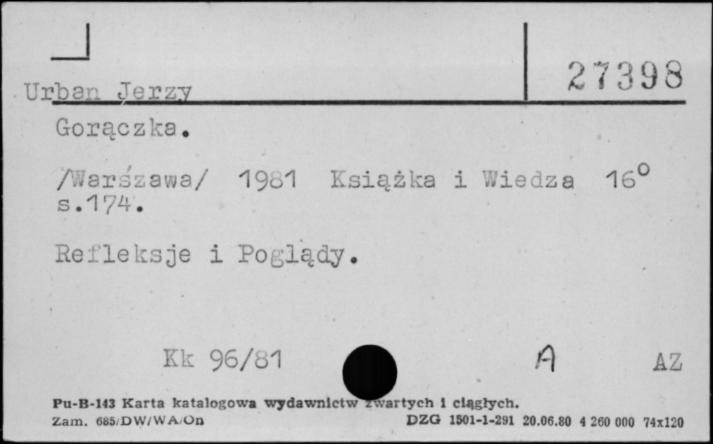 27398
Urban Jerzy
Gorączka.
/Warszawa/ 1981 Książka i Wiedza 16°
s.174.
Refleksje i Poglądy.
Kk 96/81 A AZ
Pu-B-143 Karta katalogowa wydawnictw zwartych i ciągłych.
Zam. 685/DW/WA/On DZG 1501-1-291 20.06.80 4 260 000 74x120